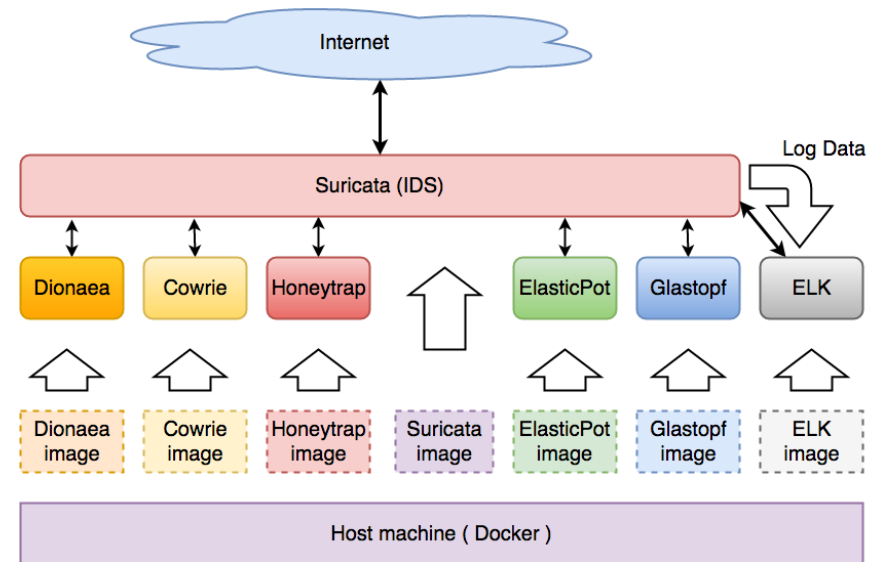 Internet
Log Data
Suricata (IDS)
Dionaea
Cowrie
Honeytrap
ElasticPot
Glastopf
ELK
Dionaea
image
Cowrie
image
Honeytrap
image
Suricata
image
ElasticPot
image
Glastopf
image
ELK
image
Host machine ( Docker )